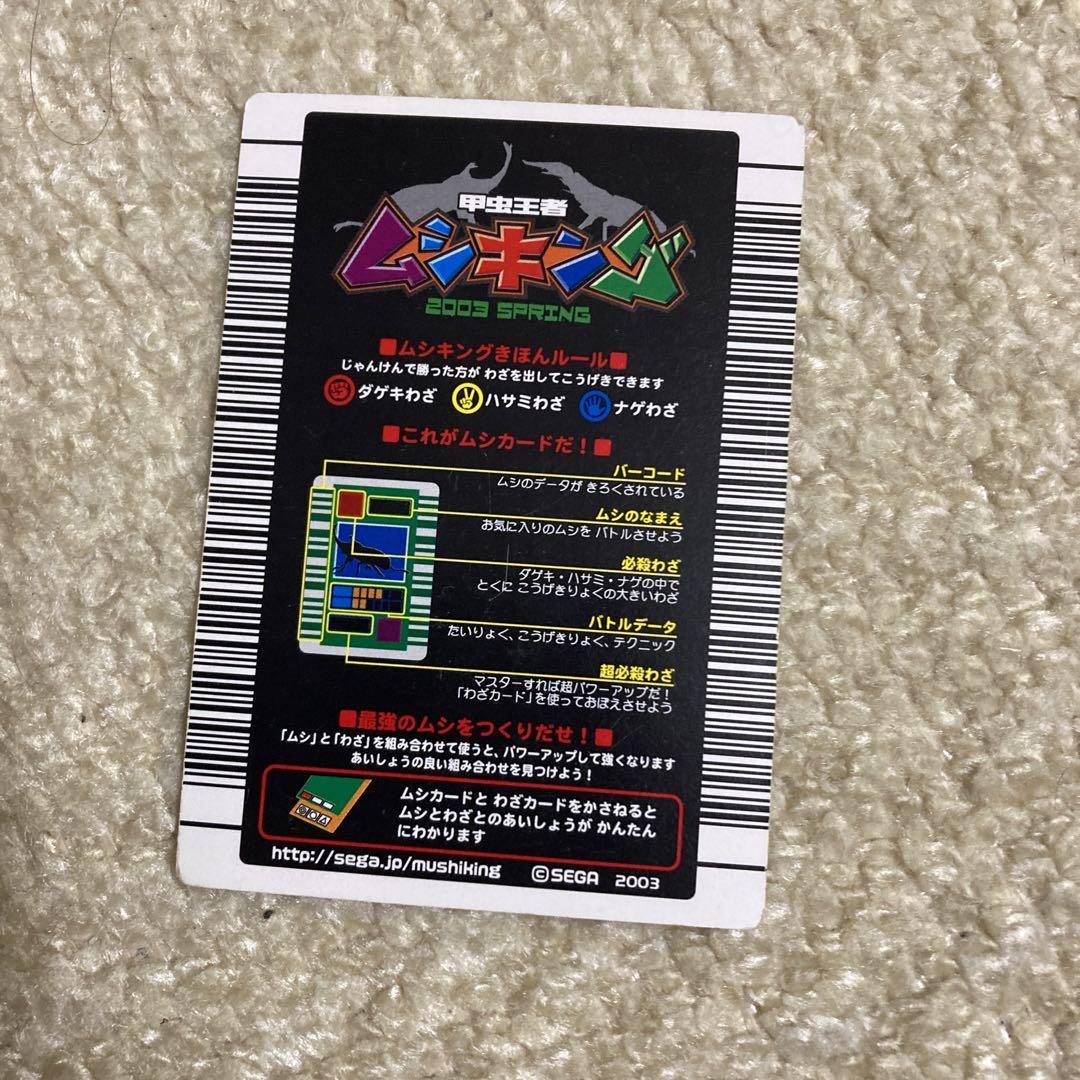 甲虫王者
ムシキング
2003 SPRING
■ムシキングきほんルール■
じゃんけんで勝った方が わざを出してこうげきできます
ダゲキわざ ハサミわざ ナゲわざ
■これがムシカードだ！■
バーコード
ムシのデータが きろくされている
ムシのなまえ
お気に入りのムシを バトルさせよう
必殺わざ
ダゲキ・ハサミ・ナゲの中で
とくに こうげきりょくの大きいわざ
バトルデータ
たいりょく、こうげきりょく、テクニック
超必殺わざ
マスターすれば超パワーアップだ！
「わざカード」を使っておぼえさせよう
■最強のムシをつくりだせ！■
「ムシ」と「わざ」を組み合わせて使うと、パワーアップして強くなります
あいしょうの良い組み合わせを見つけよう！
ムシカードと わざカードをかさねると
ムシとわざとのあいしょうが かんたん
にわかります
http://sega.jp/mushiking ©SEGA 2003